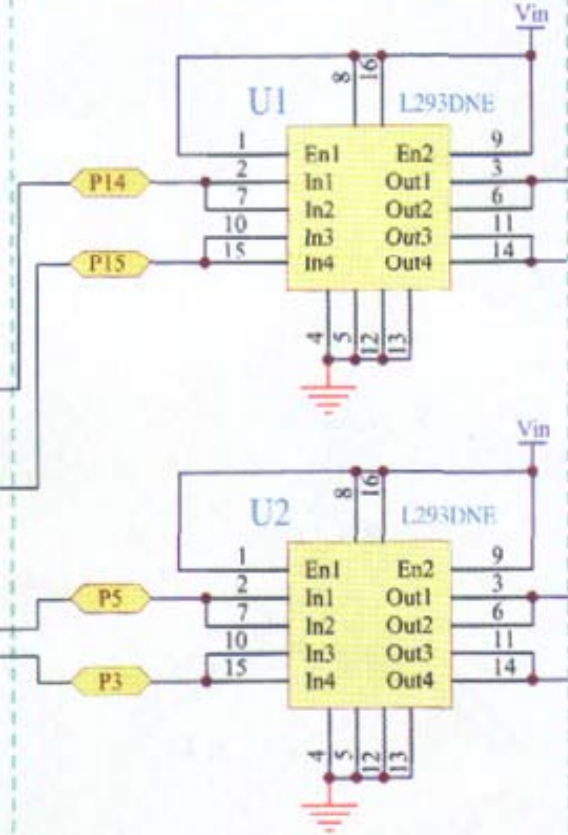 Vin
8 16
U1 L293DNE
1 En1 En2 9
P14 2 In1 Out1 3
7 In2 Out2 6
10 In3 Out3 11
P15 15 In4 Out4 14
4 5 12 13
Vin
8 16
U2 L293DNE
1 En1 En2 9
P5 2 In1 Out1 3
7 In2 Out2 6
10 In3 Out3 11
P3 15 In4 Out4 14
4 5 12 13